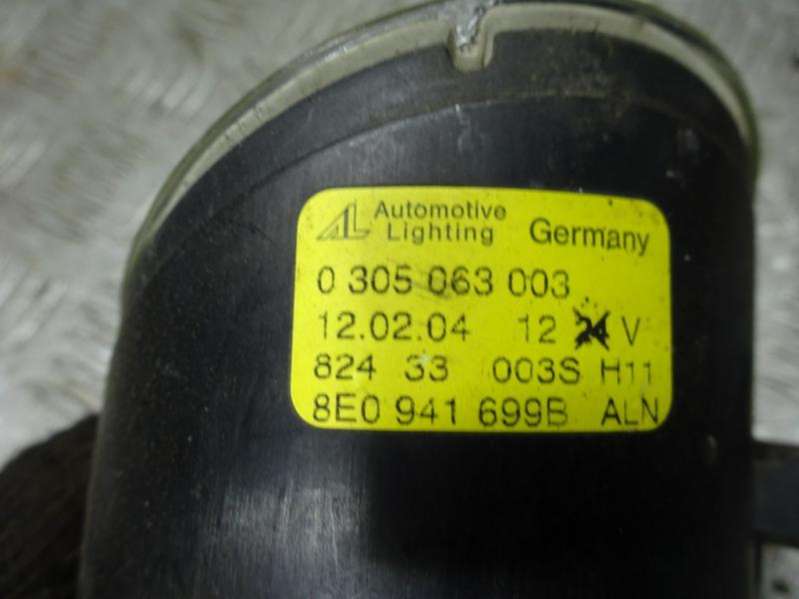 AL Automotive
Lighting Germany
0 305 063 003
12.02.04 12 24 V
824 33 003S H11
8E0 941 699B ALN